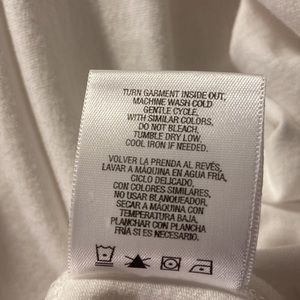 TURN GARMENT INSIDE OUT,
MACHINE WASH COLD
GENTLE CYCLE,
WITH SIMILAR COLORS,
DO NOT BLEACH,
TUMBLE DRY LOW,
COOL IRON IF NEEDED.
VOLVER LA PRENDA AL REVÉS,
LAVAR A MÁQUINA EN AGUA FRÍA,
CICLO DELICADO,
CON COLORES SIMILARES,
NO USAR BLANQUEADOR,
SECAR A MÁQUINA CON
TEMPERATURA BAJA,
PLANCHAR CON PLANCHA
FRÍA SI ES NECESARIO.